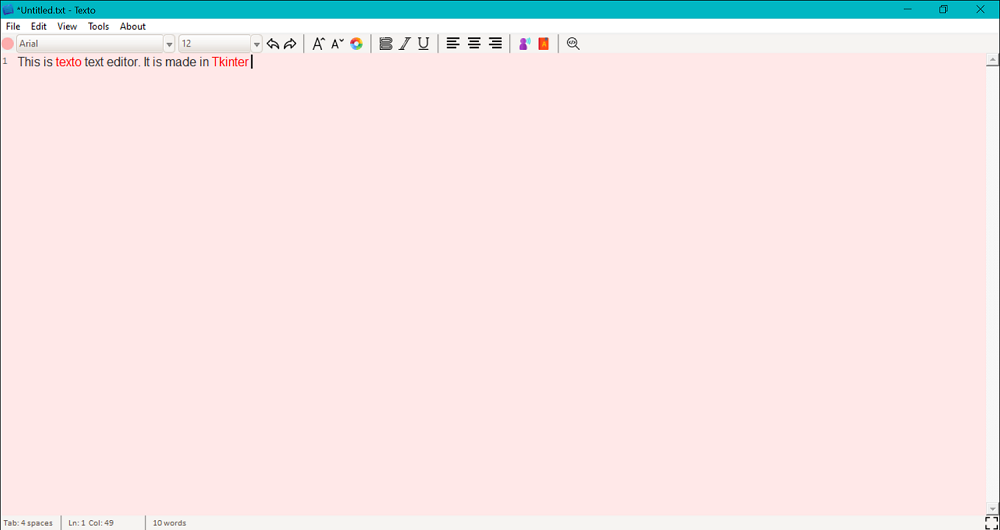 *Untitled.txt - Texto
File Edit View Tools About
Arial 12
1 This is texto text editor. It is made in Tkinter
Tab: 4 spaces Ln: 1 Col: 49 10 words